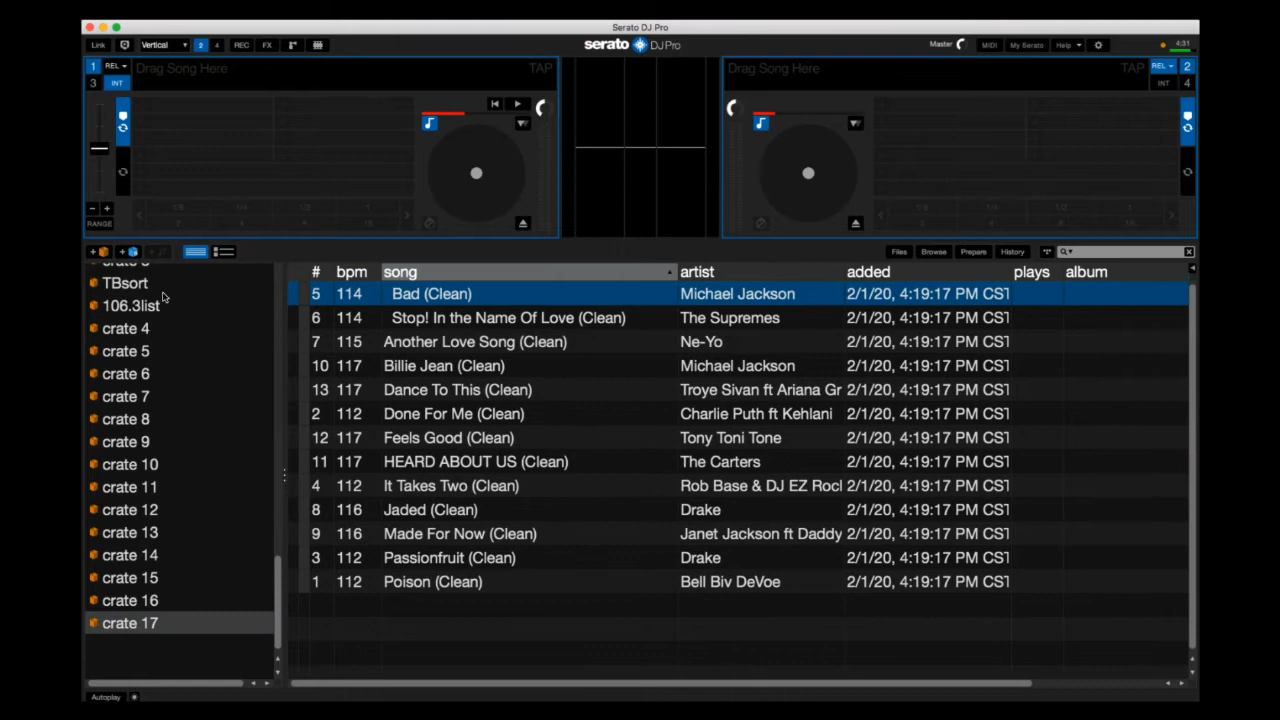 Serato DJ Pro
Link Vertical 2 4 REC FX serato DJ Pro Master MIDI My Serato Help 4:31
1 REL Drag Song Here TAP Drag Song Here TAP REL 2
3 INT INT 4
RANGE
Files Browse Prepare History
# bpm song artist added plays album
TBsort
106.3list
crate 4
crate 5
crate 6
crate 7
crate 8
crate 9
crate 10
crate 11
crate 12
crate 13
crate 14
crate 15
crate 16
crate 17
5 114 Bad (Clean) Michael Jackson 2/1/20, 4:19:17 PM CST
6 114 Stop! In the Name Of Love (Clean) The Supremes 2/1/20, 4:19:17 PM CST
7 115 Another Love Song (Clean) Ne-Yo 2/1/20, 4:19:17 PM CST
10 117 Billie Jean (Clean) Michael Jackson 2/1/20, 4:19:17 PM CST
13 117 Dance To This (Clean) Troye Sivan ft Ariana Gr 2/1/20, 4:19:17 PM CST
2 112 Done For Me (Clean) Charlie Puth ft Kehlani 2/1/20, 4:19:17 PM CST
12 117 Feels Good (Clean) Tony Toni Tone 2/1/20, 4:19:17 PM CST
11 117 HEARD ABOUT US (Clean) The Carters 2/1/20, 4:19:17 PM CST
4 112 It Takes Two (Clean) Rob Base & DJ EZ Rocl 2/1/20, 4:19:17 PM CST
8 116 Jaded (Clean) Drake 2/1/20, 4:19:17 PM CST
9 116 Made For Now (Clean) Janet Jackson ft Daddy 2/1/20, 4:19:17 PM CST
3 112 Passionfruit (Clean) Drake 2/1/20, 4:19:17 PM CST
1 112 Poison (Clean) Bell Biv DeVoe 2/1/20, 4:19:17 PM CST
Autoplay